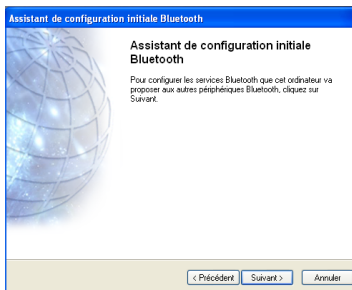 Assistant de configuration initiale Bluetooth
Assistant de configuration initiale
Bluetooth
Pour configurer les services Bluetooth que cet ordinateur va
proposer aux autres périphériques Bluetooth, cliquez sur
Suivant.
< Précédent Suivant > Annuler